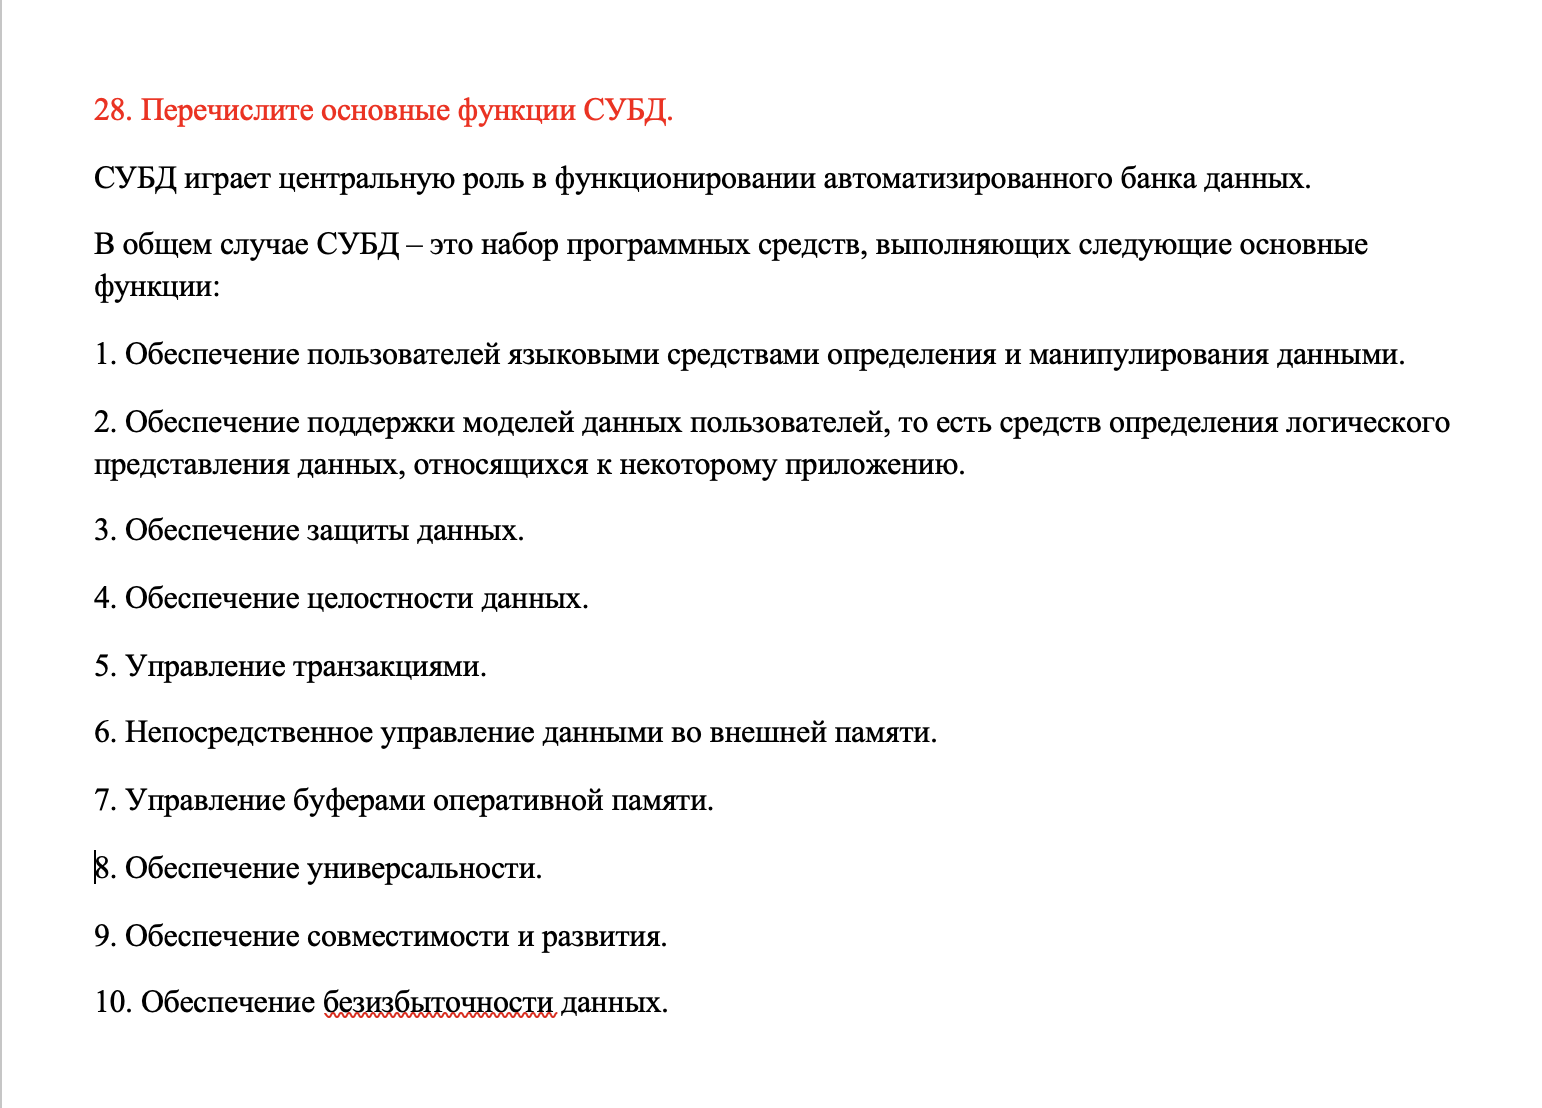 28. Перечислите основные функции СУБД.
СУБД играет центральную роль в функционировании автоматизированного банка данных.
В общем случае СУБД – это набор программных средств, выполняющих следующие основные
функции:
1. Обеспечение пользователей языковыми средствами определения и манипулирования данными.
2. Обеспечение поддержки моделей данных пользователей, то есть средств определения логического
представления данных, относящихся к некоторому приложению.
3. Обеспечение защиты данных.
4. Обеспечение целостности данных.
5. Управление транзакциями.
6. Непосредственное управление данными во внешней памяти.
7. Управление буферами оперативной памяти.
8. Обеспечение универсальности.
9. Обеспечение совместимости и развития.
10. Обеспечение безизбыточности данных.